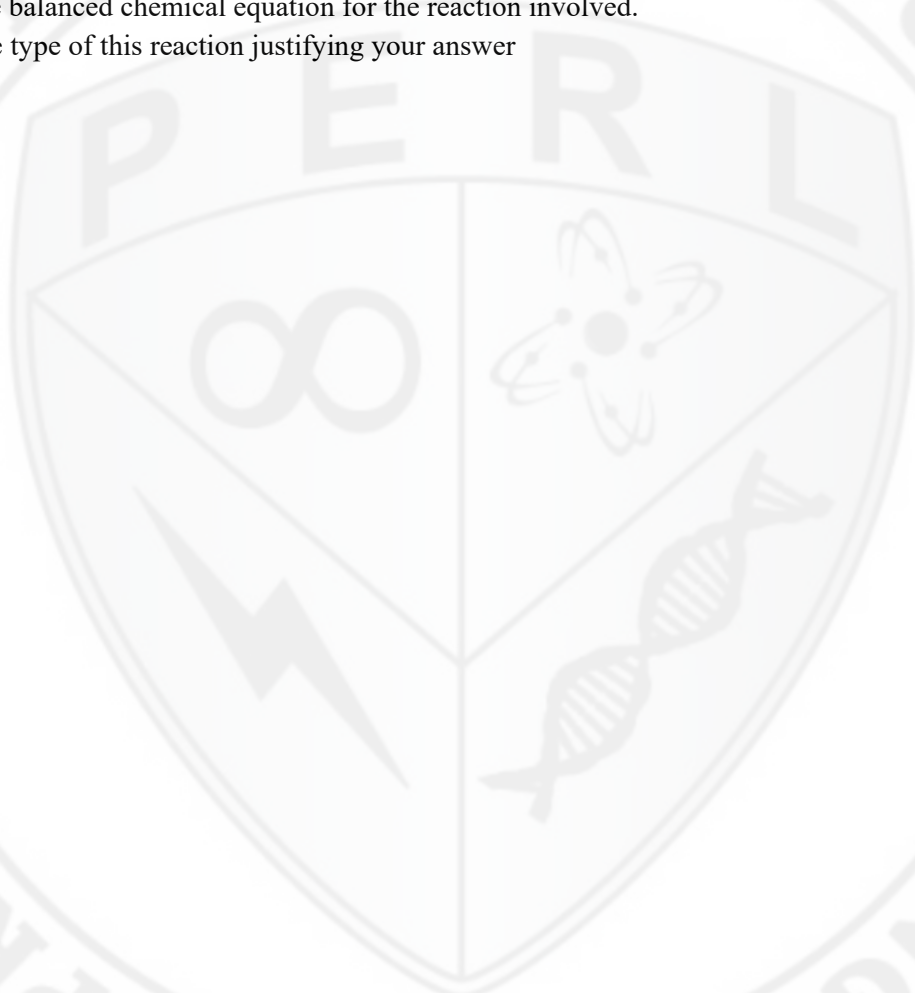 balanced chemical equation for the reaction involved.
type of this reaction justifying your answer
P E R L